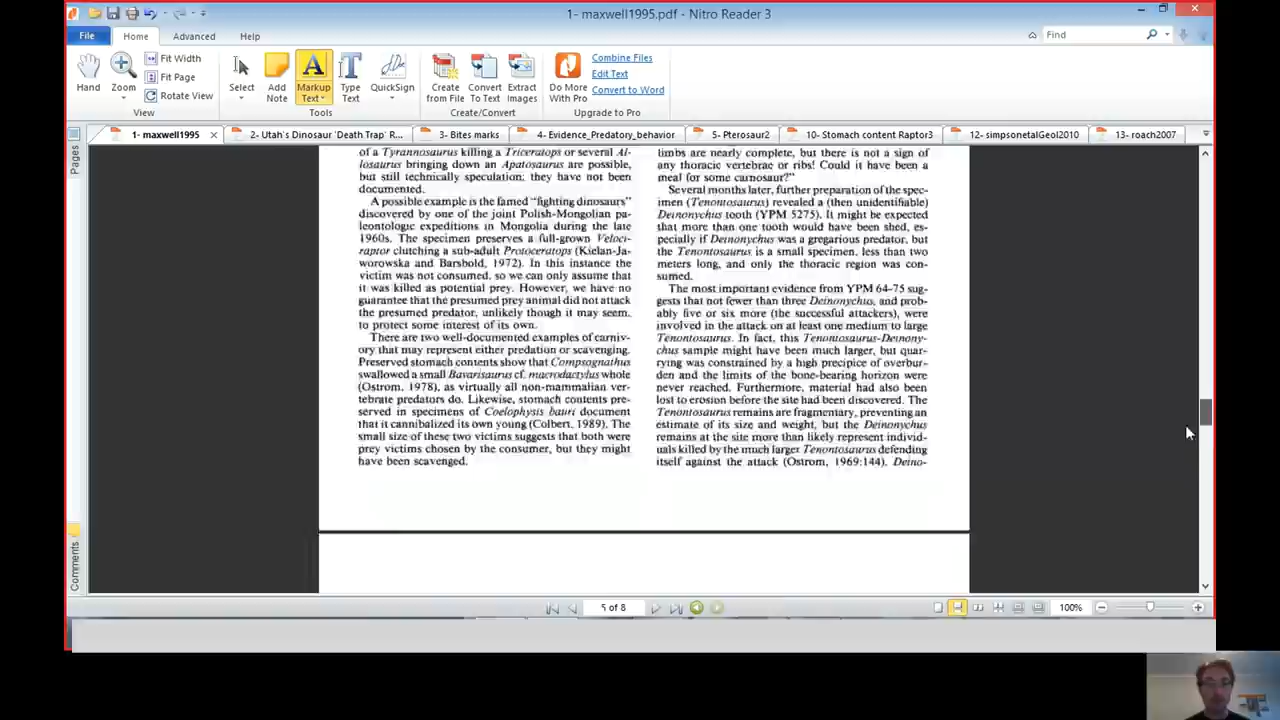 1- maxwell1995.pdf - Nitro Reader 3
File
Home
Advanced
Help
Find
Hand
Zoom
Fit Width
Fit Page
Rotate View
View
Select
Add Note
Markup Text
Type Text
QuickSign
Tools
Create from File
Convert To Text
Extract Images
Create/Convert
Do More With Pro
Combine Files
Edit Text
Convert to Word
Upgrade to Pro
1- maxwell1995
2- Utah's Dinosaur 'Death Trap' R...
3- Bites marks
4- Evidence_Predatory_behavior
5- Pterosaur2
10- Stomach content Raptor3
12- simpsonetalGeol2010
13- roach2007
Pages
Comments
of a Tyrannosaurus killing a Triceratops or several Al-
losaurus bringing down an Apatosaurus are possible,
but still technically speculation; they have not been
documented.
A possible example is the famed "fighting dinosaurs"
discovered by one of the joint Polish-Mongolian pa-
leontologic expeditions in Mongolia during the late
1960s. The specimen preserves a full-grown Veloci-
raptor clutching a sub-adult Protoceratops (Kielan-Ja-
worowska and Barsbold, 1972). In this instance the
victim was not consumed, so we can only assume that
it was killed as potential prey. However, we have no
guarantee that the presumed prey animal did not attack
the presumed predator, unlikely though it may seem,
to protect some interest of its own.
There are two well-documented examples of carniv-
ory that may represent either predation or scavenging.
Preserved stomach contents show that Compsognathus
swallowed a small Bavarisaurus cf. macrodactylus whole
(Ostrom, 1978), as virtually all non-mammalian ver-
tebrate predators do. Likewise, stomach contents pre-
served in specimens of Coelophysis bauri document
that it cannibalized its own young (Colbert, 1989). The
small size of these two victims suggests that both were
prey victims chosen by the consumer, but they might
have been scavenged.
limbs are nearly complete, but there is not a sign of
any thoracic vertebrae or ribs! Could it have been a
meal for some carnosaur?"
Several months later, further preparation of the spec-
imen (Tenontosaurus) revealed a (then unidentifiable)
Deinonychus tooth (YPM 5275). It might be expected
that more than one tooth would have been shed, es-
pecially if Deinonychus was a gregarious predator, but
the Tenontosaurus is a small specimen, less than two
meters long, and only the thoracic region was con-
sumed.
The most important evidence from YPM 64-75 sug-
gests that not fewer than three Deinonychus, and prob-
ably five or six more (the successful attackers), were
involved in the attack on at least one medium to large
Tenontosaurus. In fact, this Tenontosaurus-Deinony-
chus sample might have been much larger, but quar-
rying was constrained by a high precipice of overbur-
den and the limits of the bone-bearing horizon were
never reached. Furthermore, material had also been
lost to erosion before the site had been discovered. The
Tenontosaurus remains are fragmentary, preventing an
estimate of its size and weight, but the Deinonychus
remains at the site more than likely represent individ-
uals killed by the much larger Tenontosaurus defending
itself against the attack (Ostrom, 1969:144). Deino-
5 of 8
100%